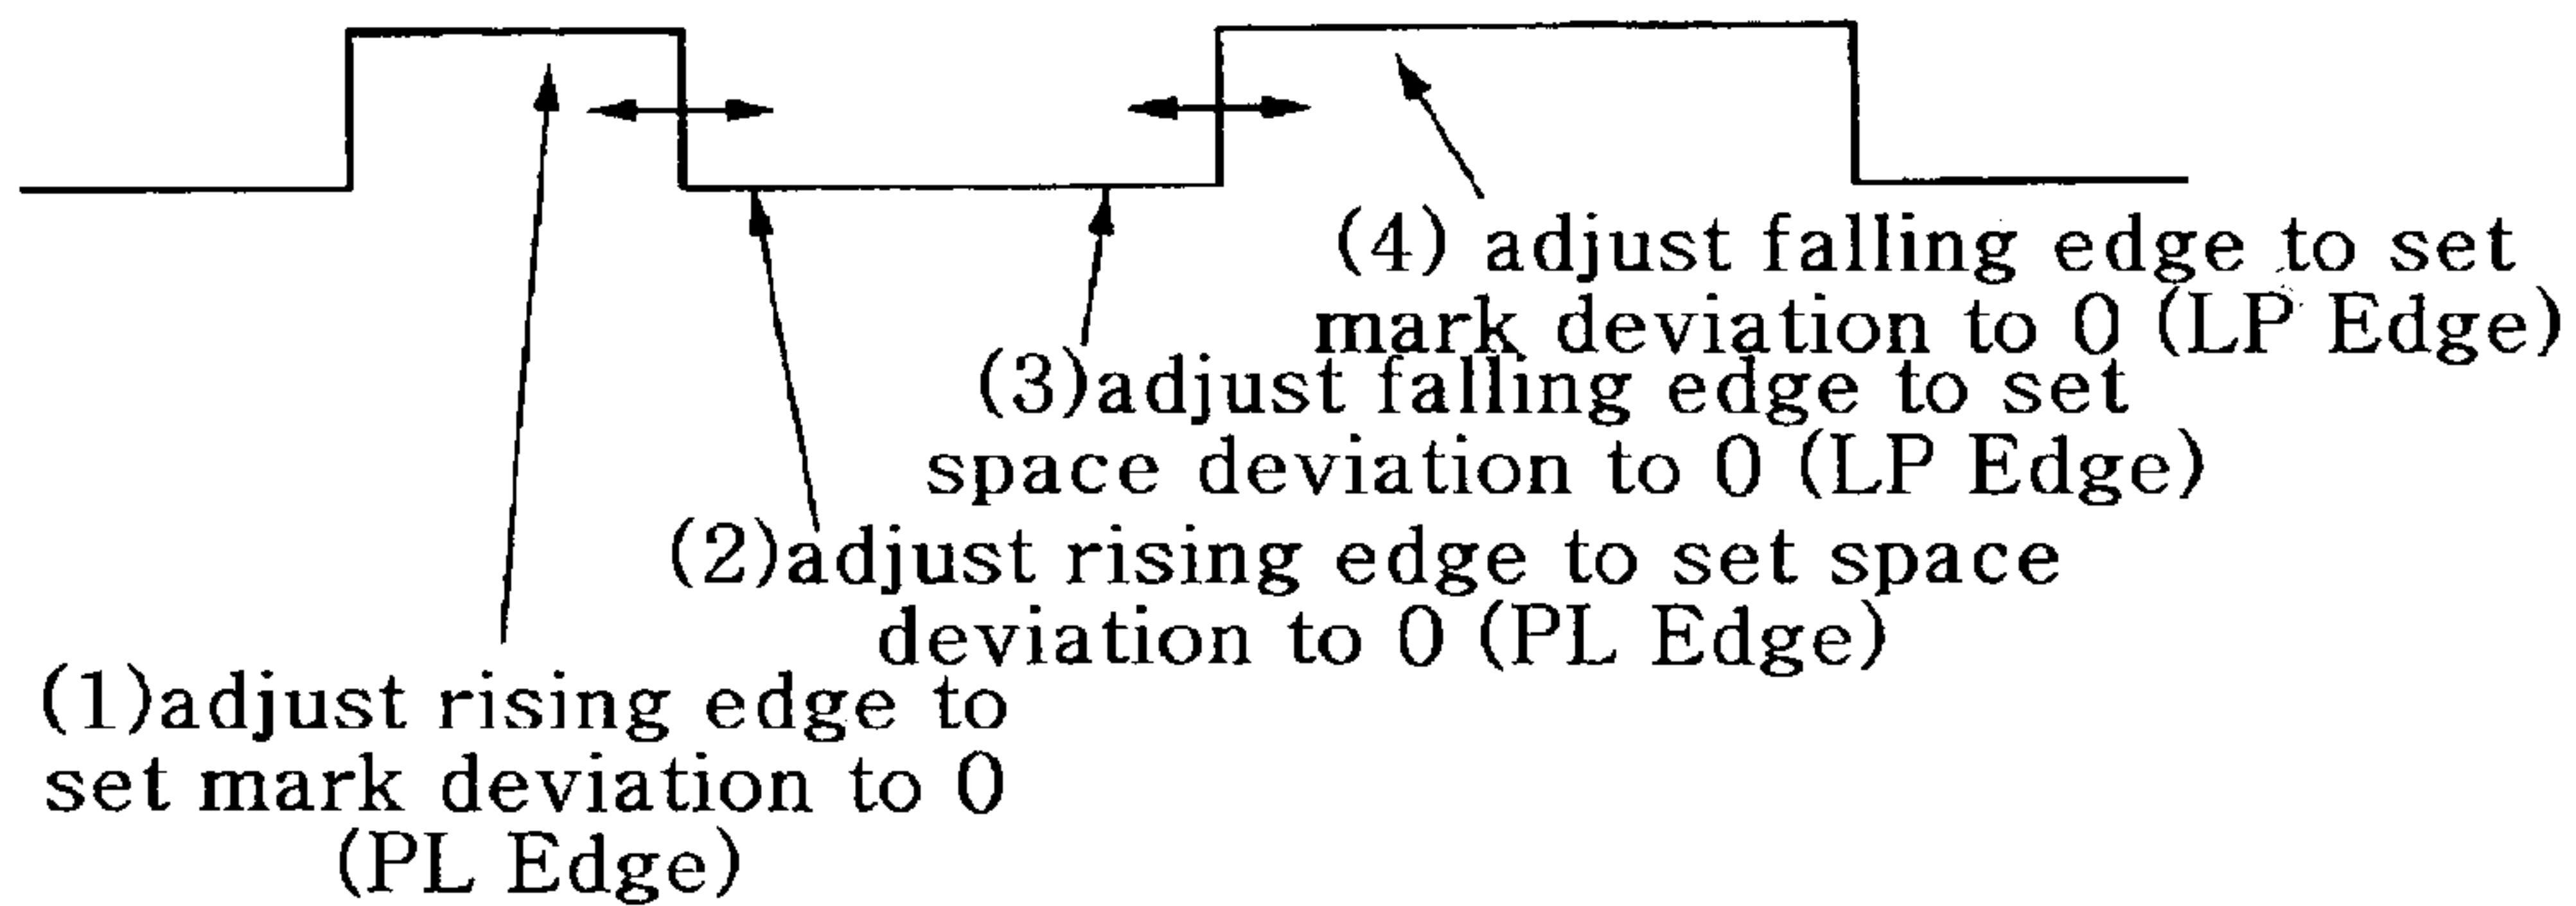 (4) adjust falling edge to set
mark deviation to 0 (LP Edge)
(3)adjust falling edge to set
space deviation to 0 (LP Edge)
(2)adjust rising edge to set space
deviation to 0 (PL Edge)
(1)adjust rising edge to
set mark deviation to 0
(PL Edge)